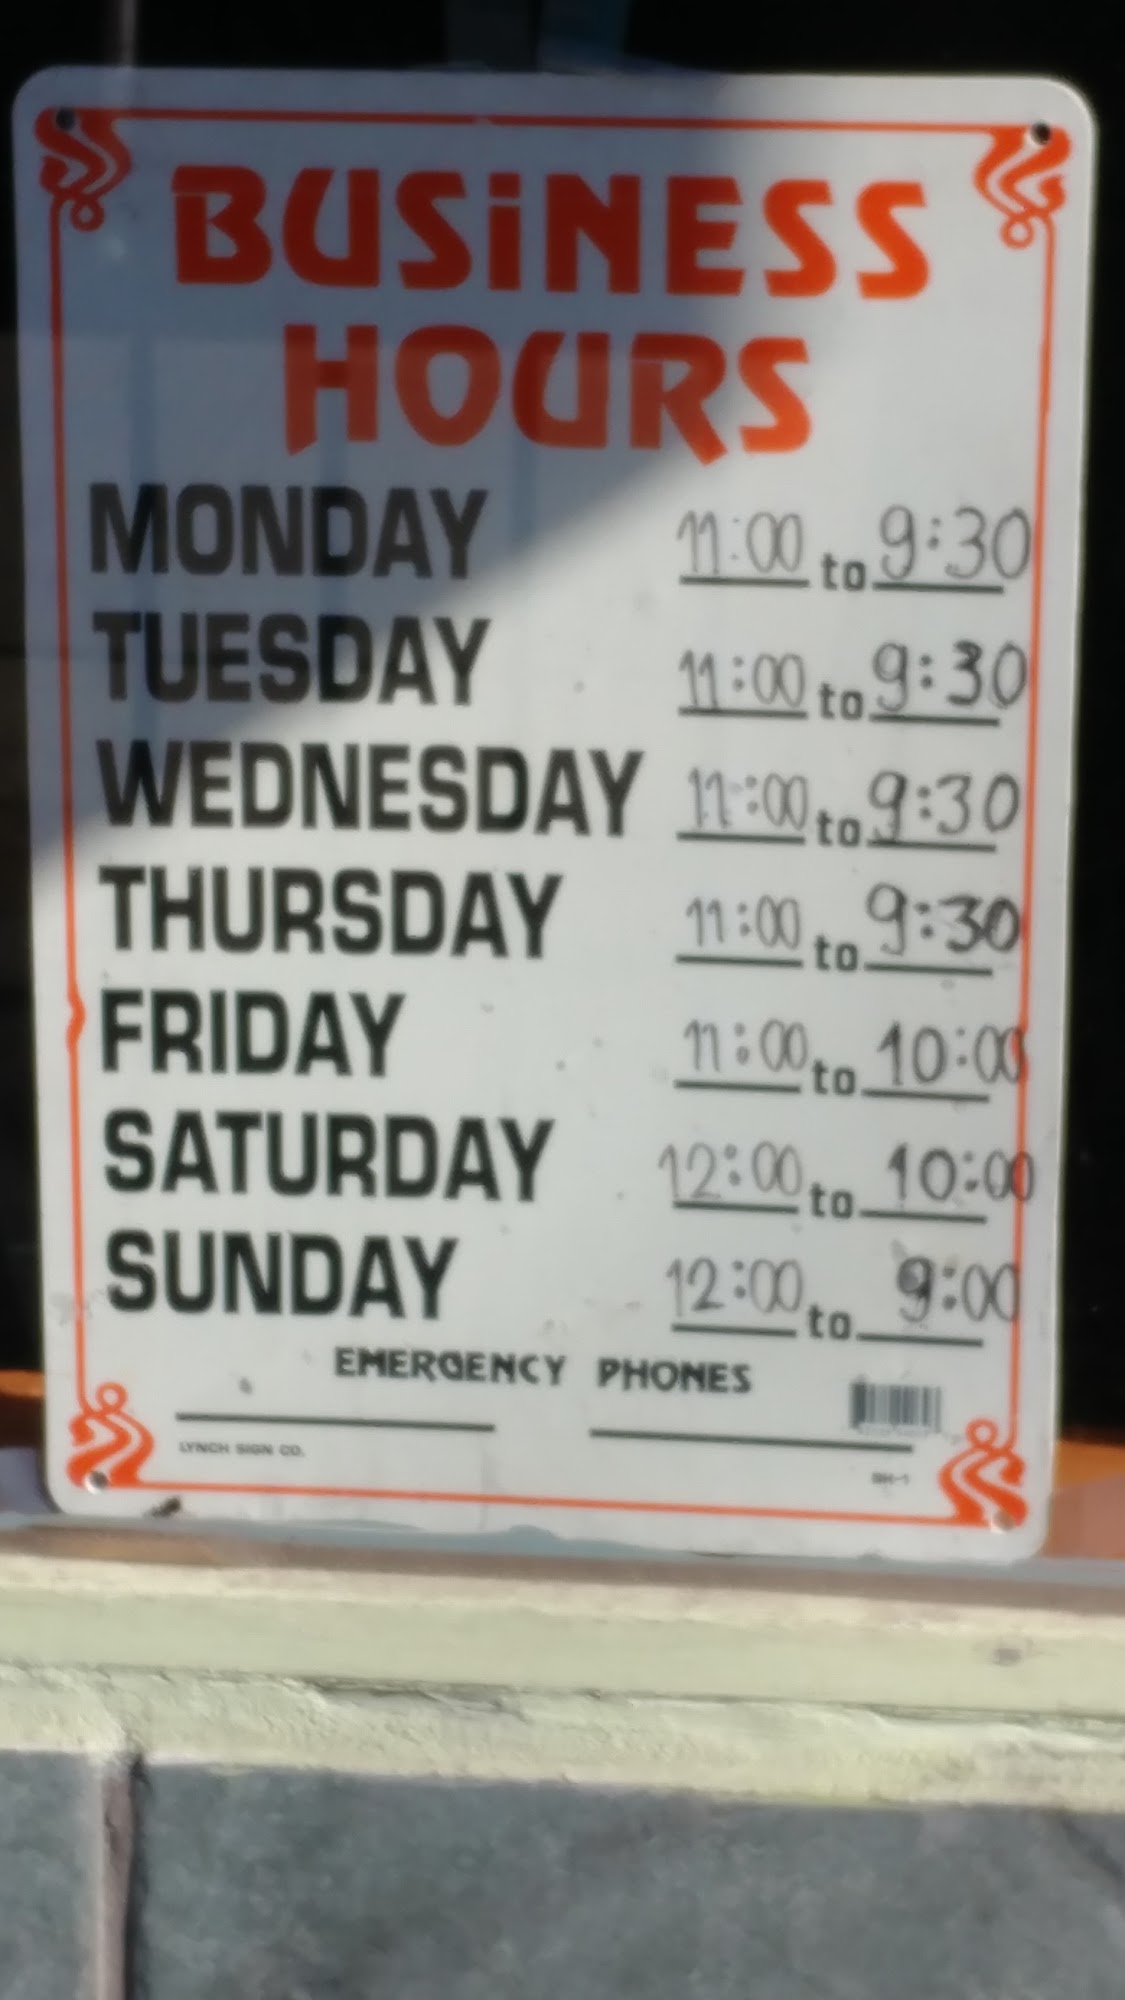 BUSiNESS
HOURS
MONDAY 11:00 to 9:30
TUESDAY 11:00 to 9:30
WEDNESDAY 11:00 to 9:30
THURSDAY 11:00 to 9:30
FRIDAY 11:00 to 10:00
SATURDAY 12:00 to 10:00
SUNDAY 12:00 to 9:00
EMERGENCY PHONES
LYNCH SIGN CO.